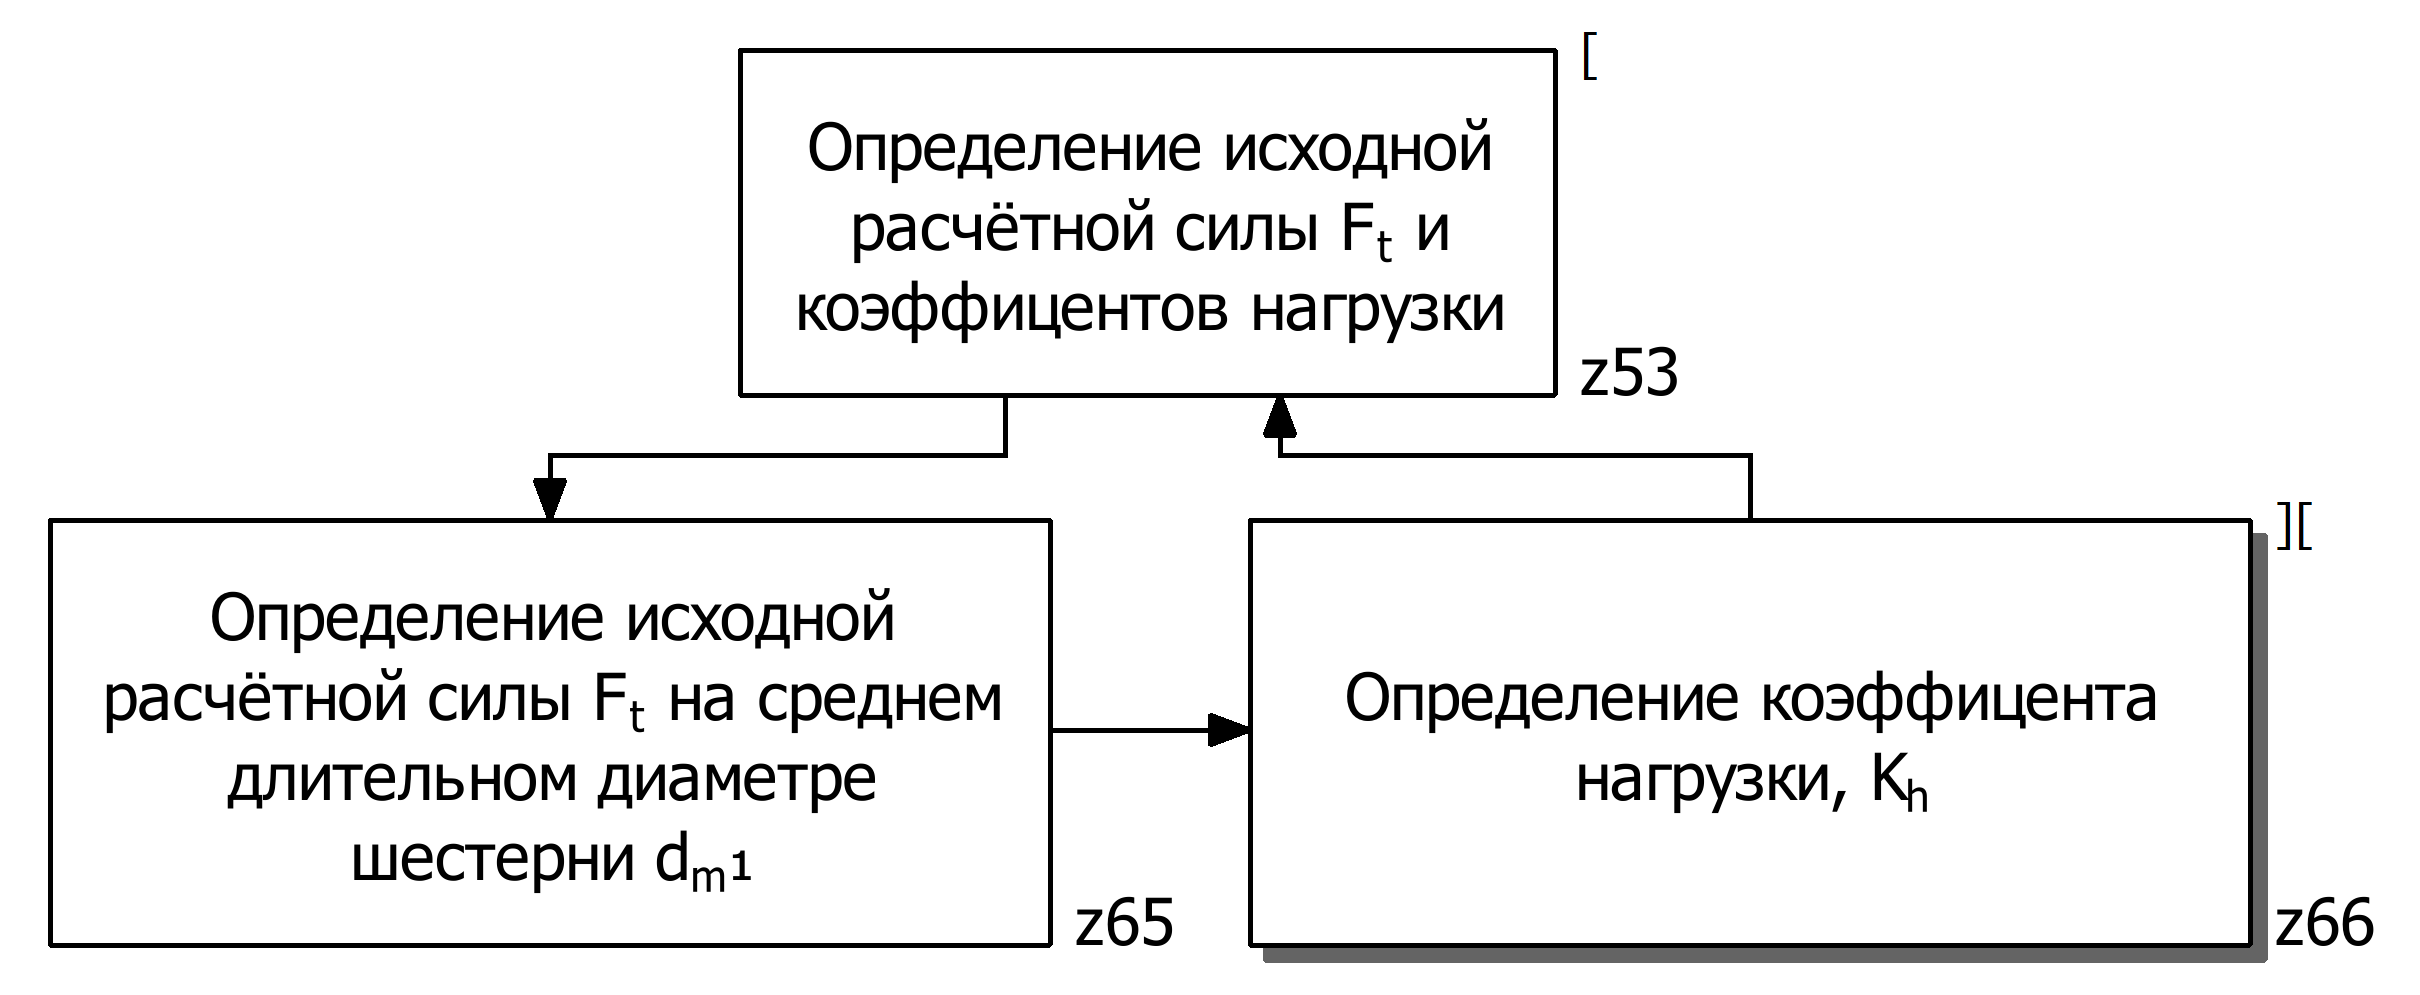 [
Определение исходной
расчётной силы Fₜ и
коэффицентов нагрузки
z53
Определение исходной
расчётной силы Fₜ на среднем
длительном диаметре
шестерни dₘ₁
z65
][
Определение коэффицента
нагрузки, Kₕ
z66